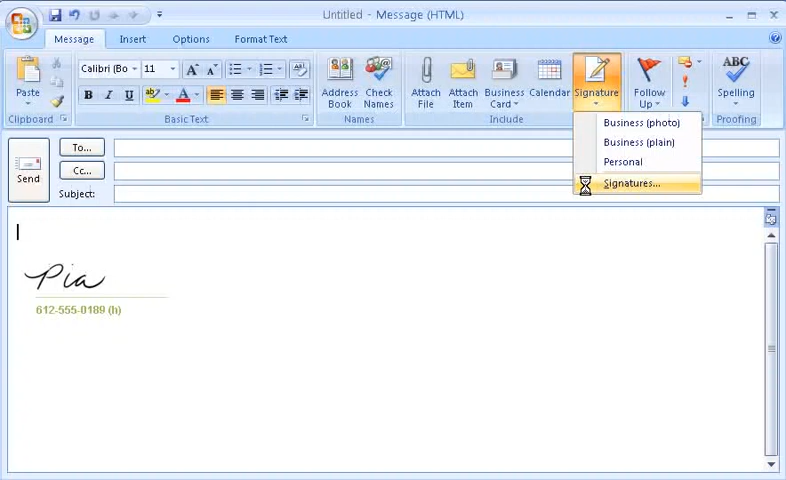 Untitled - Message (HTML)
Message Insert Options Format Text
Calibri (Bo 11
Paste
B I U
Address Book
Check Names
Attach File
Attach Item
Business Card
Calendar
Signature
Follow Up
ABC
Spelling
Clipboard Basic Text Names Include Proofing
Business (photo)
Business (plain)
Personal
Signatures...
Send
To...
Cc...
Subject:
Pia
612-555-0189 (h)